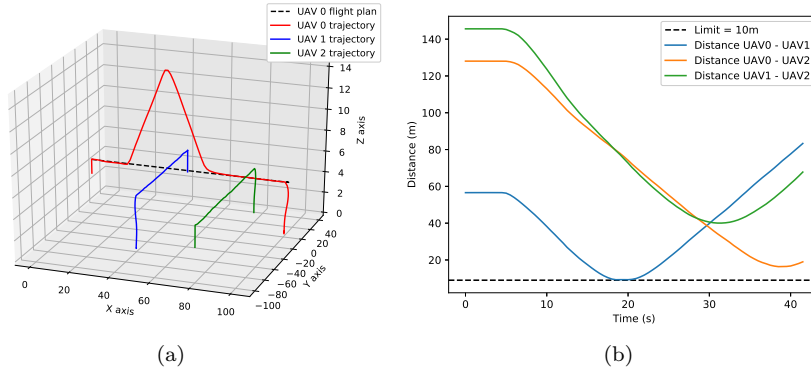 UAV 0 flight plan
UAV 0 trajectory
UAV 1 trajectory
UAV 2 trajectory
14
12
10
8
6
4
2
0
Z axis
40
20
0
−20
−40
−60
−80
−100
Y axis
0
20
40
60
80
100
X axis
(a)
Limit = 10m
Distance UAV0 - UAV1
Distance UAV0 - UAV2
Distance UAV1 - UAV2
140
120
100
80
60
40
20
Distance (m)
0
10
20
30
40
Time (s)
(b)